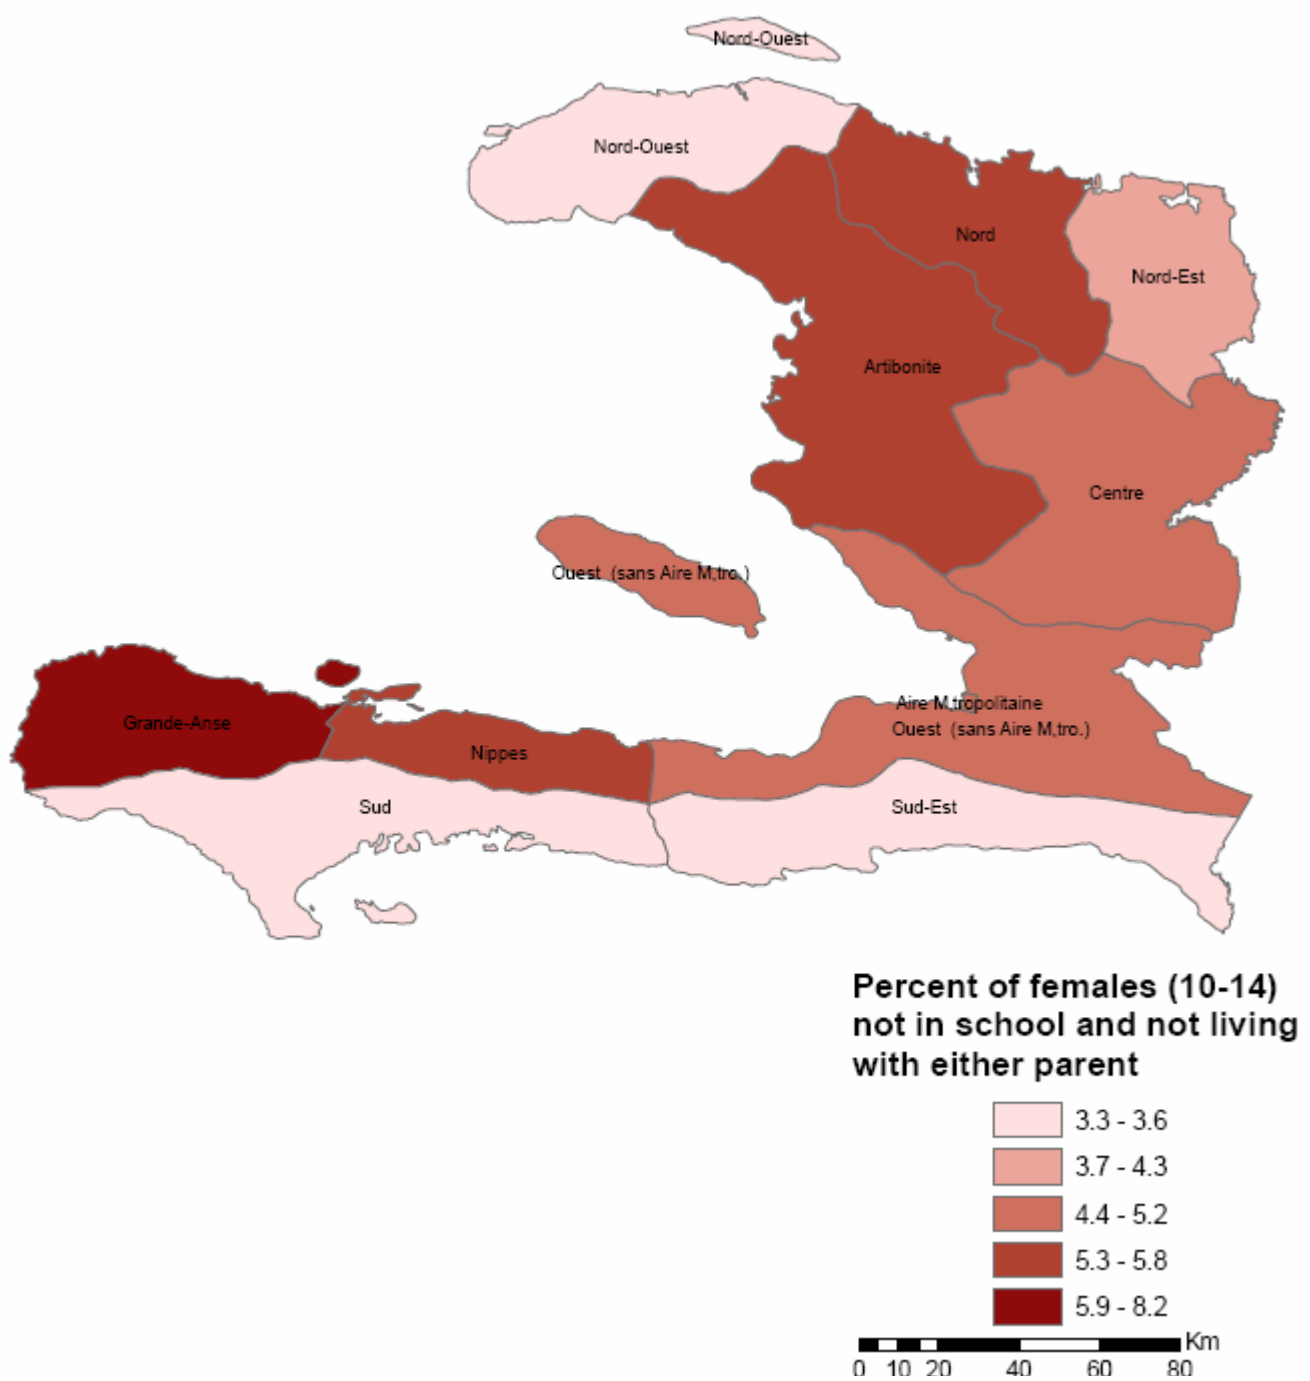 Nord-Ouest
Nord-Ouest
Nord
Nord-Est
Artibonite
Centre
Ouest (sans Aire M,tro.)
Aire M,tropolitaine
Grande-Anse
Ouest (sans Aire M,tro.)
Nippes
Sud
Sud-Est
Percent of females (10-14)
not in school and not living
with either parent
3.3 - 3.6
3.7 - 4.3
4.4 - 5.2
5.3 - 5.8
5.9 - 8.2
Km
0 10 20 40 60 80